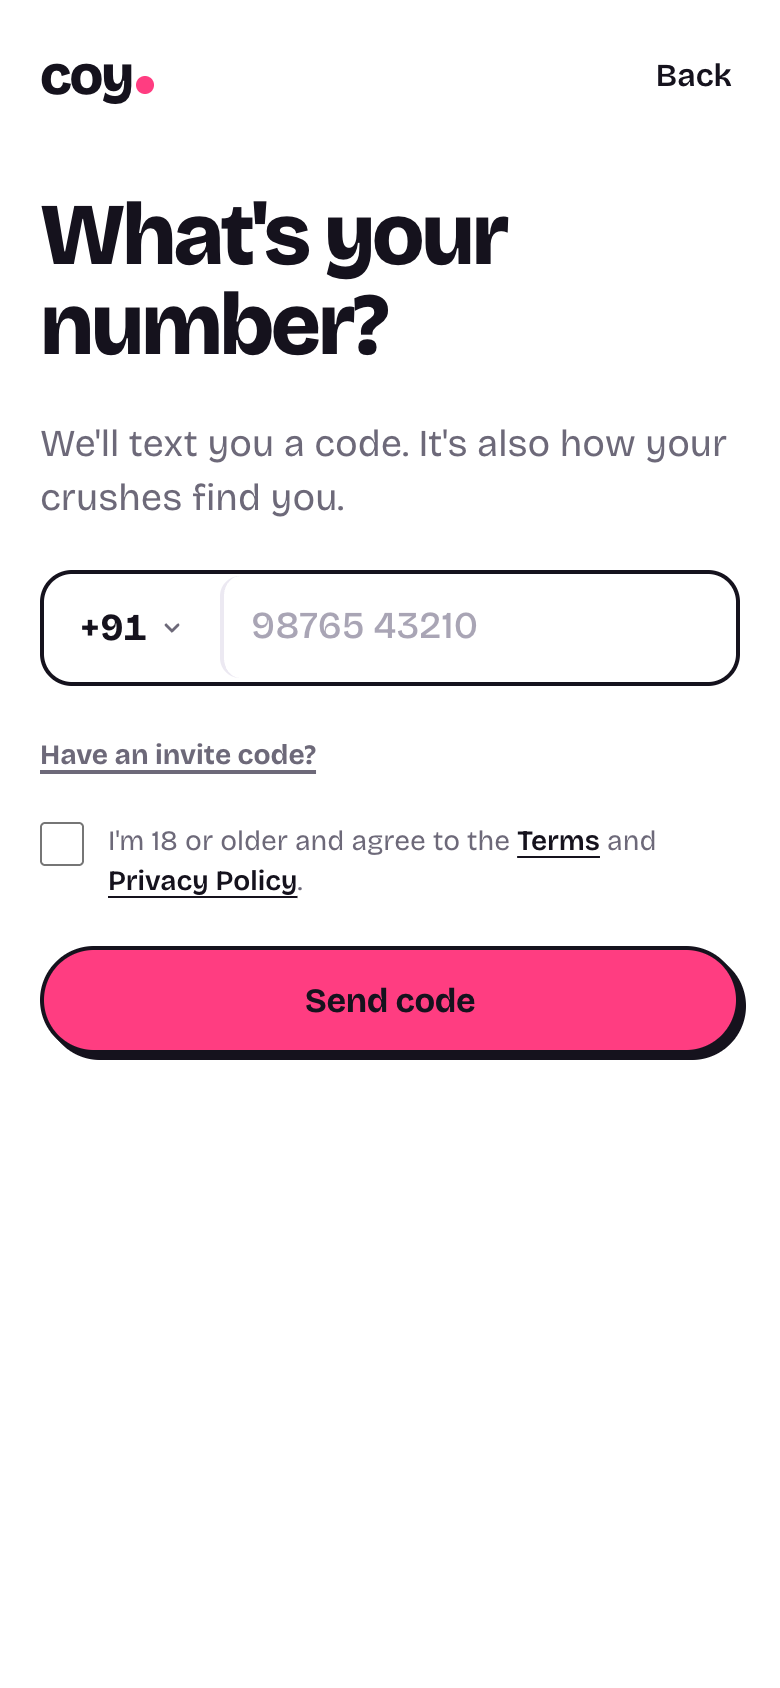 coy.
Back
What's your
number?
We'll text you a code. It's also how your
crushes find you.
+91 98765 43210
Have an invite code?
I'm 18 or older and agree to the Terms and
Privacy Policy.
Send code